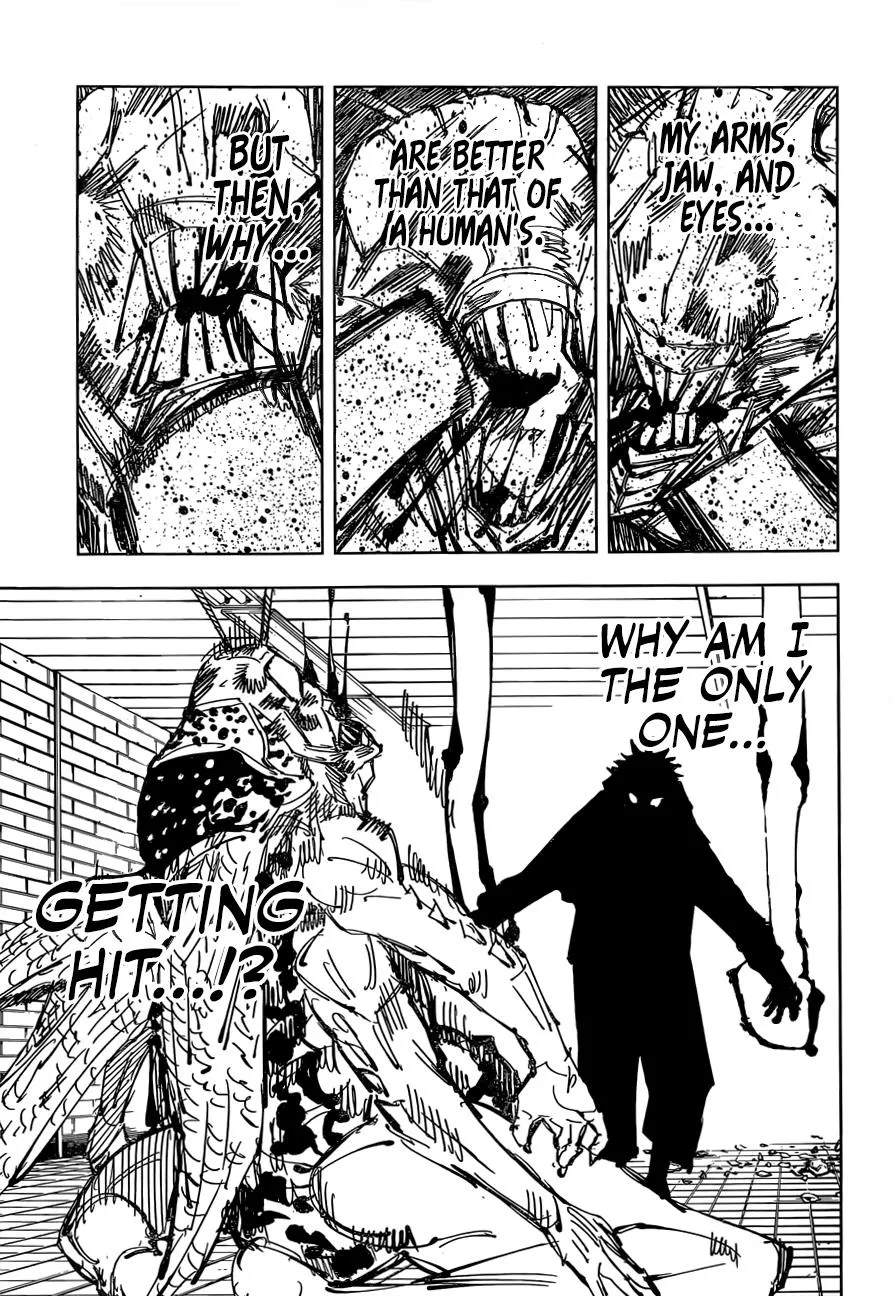 MY ARMS,
JAW, AND
EYES...
ARE BETTER
THAN THAT OF
A HUMAN'S.
BUT
THEN,
WHY...
WHY AM I
THE ONLY
ONE...
GETTING
HIT....!?